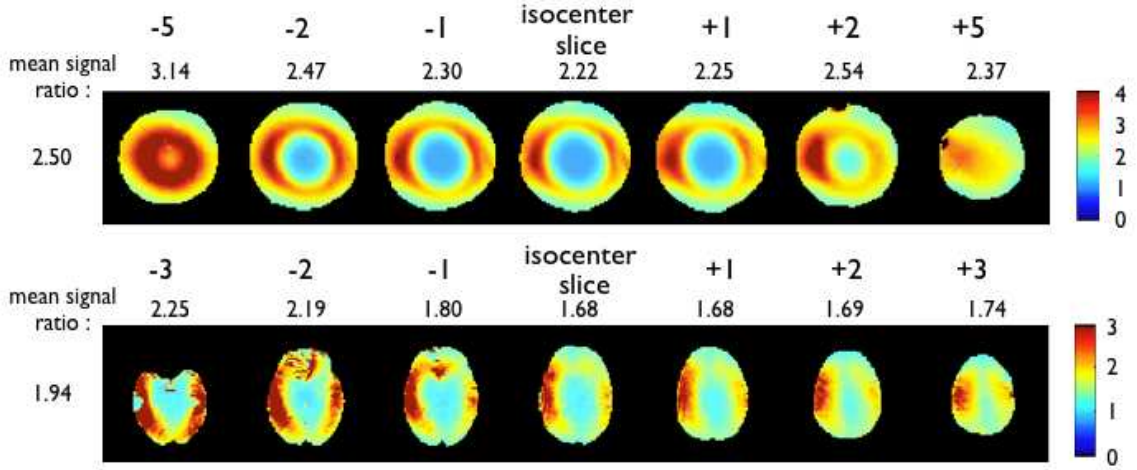 isocenter
-5 -2 -1 slice +1 +2 +5
mean signal 3.14 2.47 2.30 2.22 2.25 2.54 2.37
ratio :
4
3
2.50
2
1
0
isocenter
-3 -2 -1 slice +1 +2 +3
mean signal 2.25 2.19 1.80 1.68 1.68 1.69 1.74
ratio :
3
2
1.94
1
0